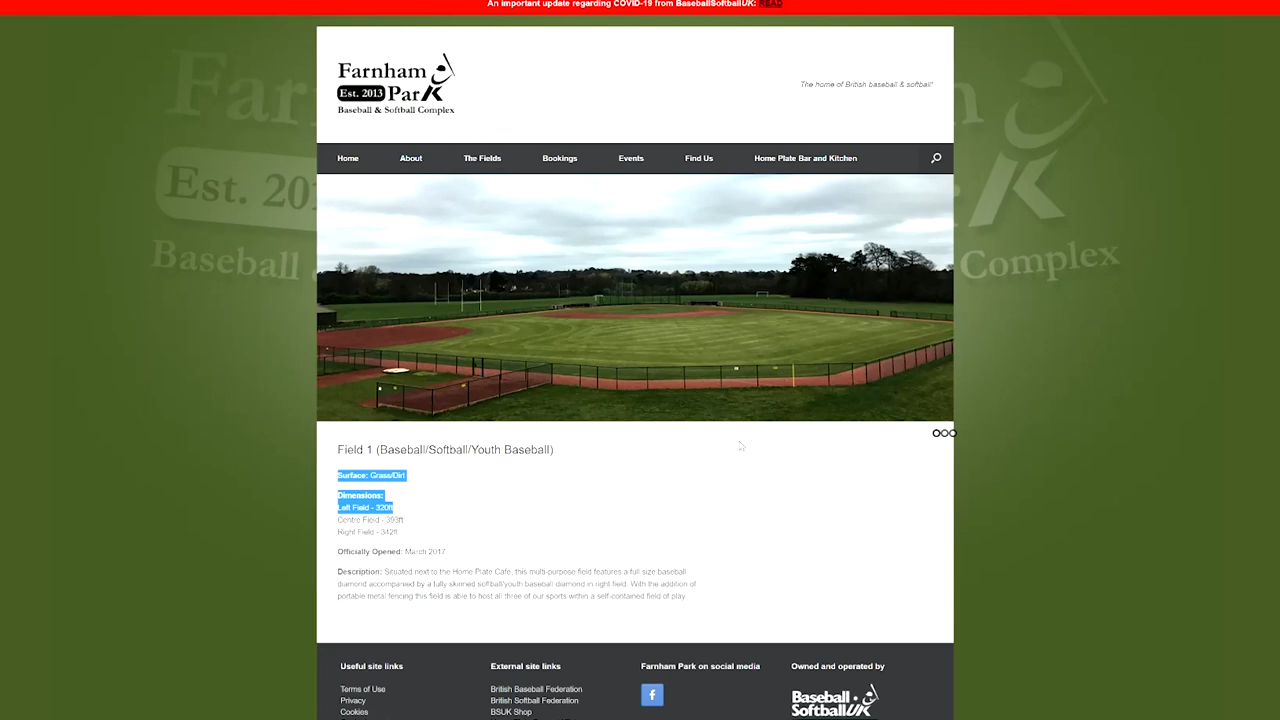 An important update regarding COVID-19 from BaseballSoftballUK: READ
Farnham
Est. 2013 Park
Baseball & Softball Complex
The home of British baseball & softball"
Home About The Fields Bookings Events Find Us Home Plate Bar and Kitchen
Field 1 (Baseball/Softball/Youth Baseball)
Surface: Grass/Dirt
Dimensions:
Left Field - 320ft
Centre Field - 393ft
Right Field - 342ft
Officially Opened: March 2017
Description: Situated next to the Home Plate Cafe, this multi-purpose field features a full size baseball
diamond accompanied by a fully skinned softball/youth baseball diamond in right field. With the addition of
portable metal fencing this field is able to host all three of our sports within a self-contained field of play.
Useful site links External site links Farnham Park on social media Owned and operated by
Terms of Use British Baseball Federation
Privacy British Softball Federation
Cookies BSUK Shop
Baseball
SoftballUK